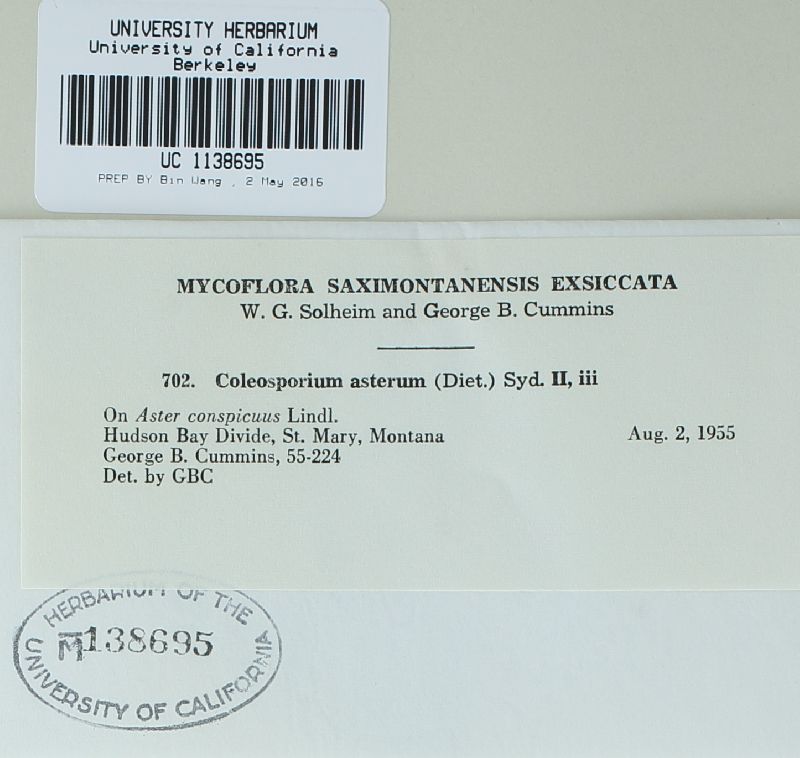 UNIVERSITY HERBARIUM
University of California
Berkeley
UC 1138695
PREP BY Bin Wang , 2 May 2016
MYCOFLORA SAXIMONTANENSIS EXSICCATA
W. G. Solheim and George B. Cummins
702. Coleosporium asterum (Diet.) Syd. II, iii
On Aster conspicuus Lindl.
Hudson Bay Divide, St. Mary, Montana Aug. 2, 1955
George B. Cummins, 55-224
Det. by GBC
HERBARIUM OF THE
M1138695
UNIVERSITY OF CALIFORNIA